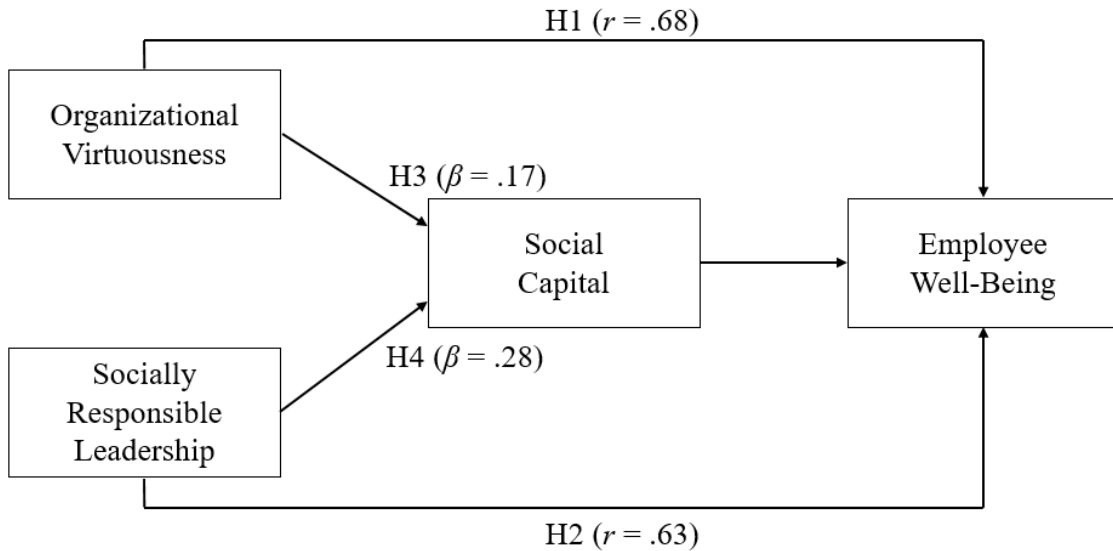 H1 (r = .68)
Organizational
Virtuousness
H3 (β = .17)
Social
Capital
Employee
Well-Being
H4 (β = .28)
Socially
Responsible
Leadership
H2 (r = .63)